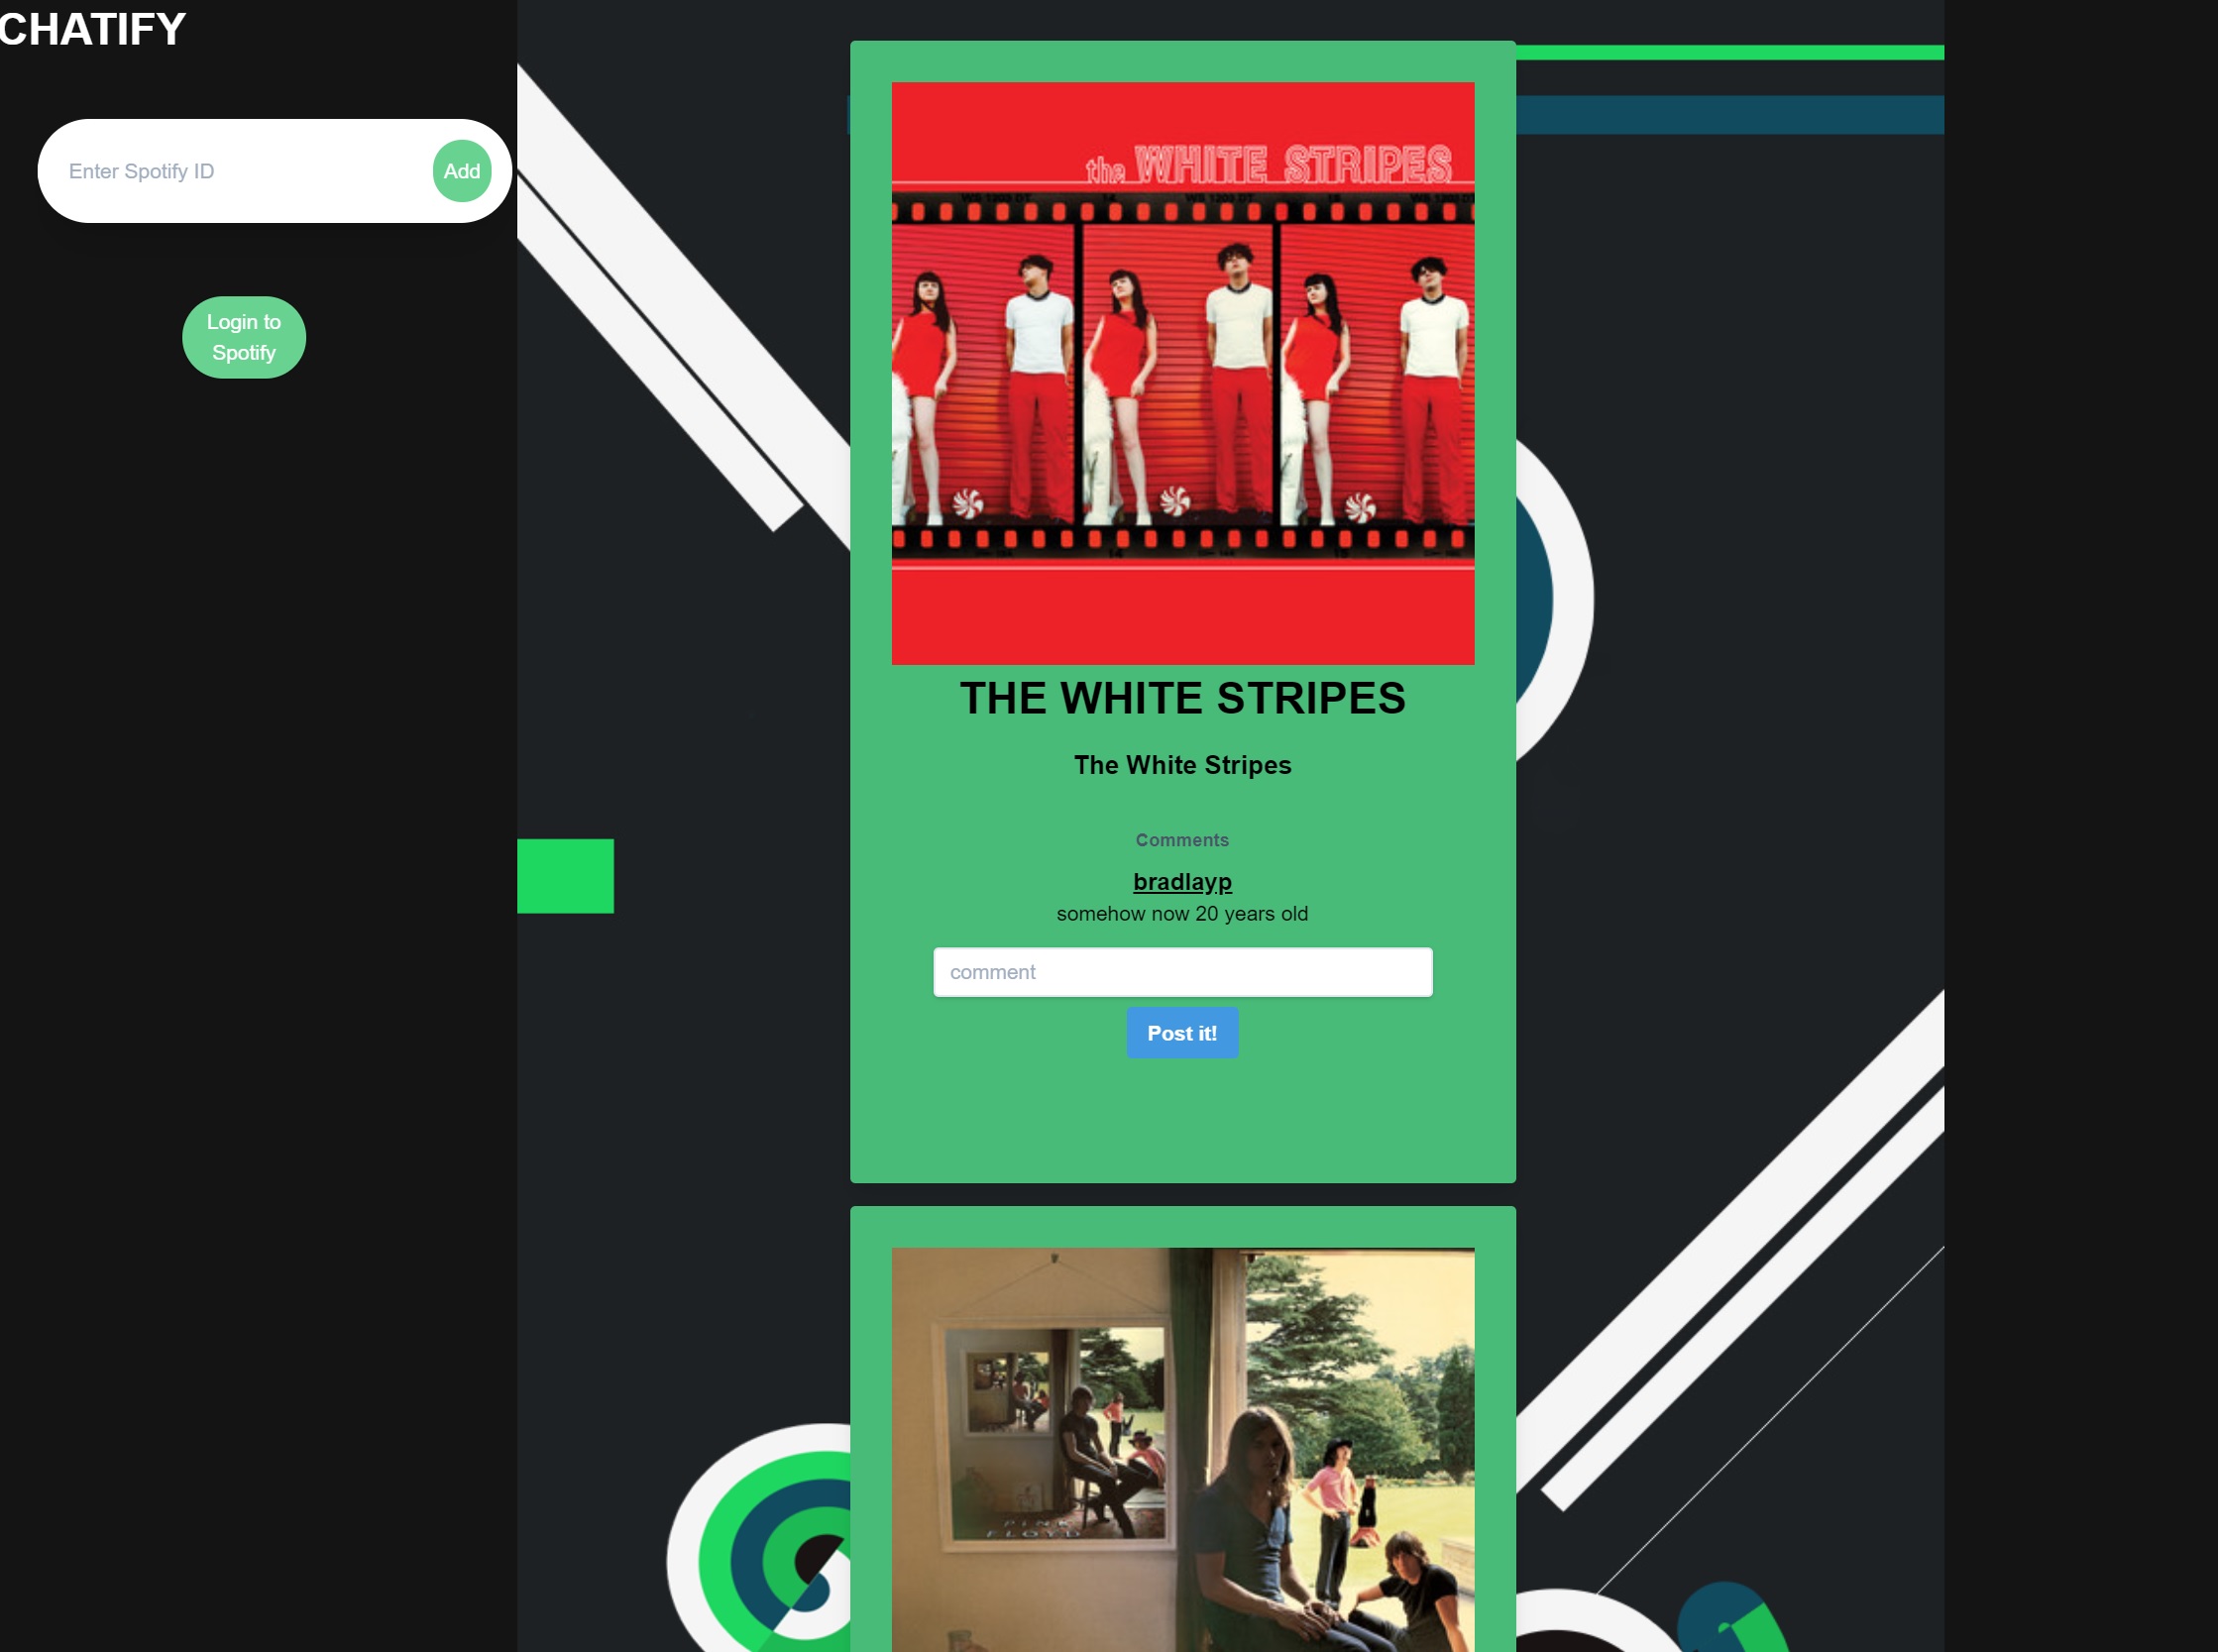 CHATIFY
Enter Spotify ID
Add
Login to
Spotify
the WHITE STRIPES
THE WHITE STRIPES
The White Stripes
Comments
bradlayp
somehow now 20 years old
comment
Post it!
PINK
FLOYD